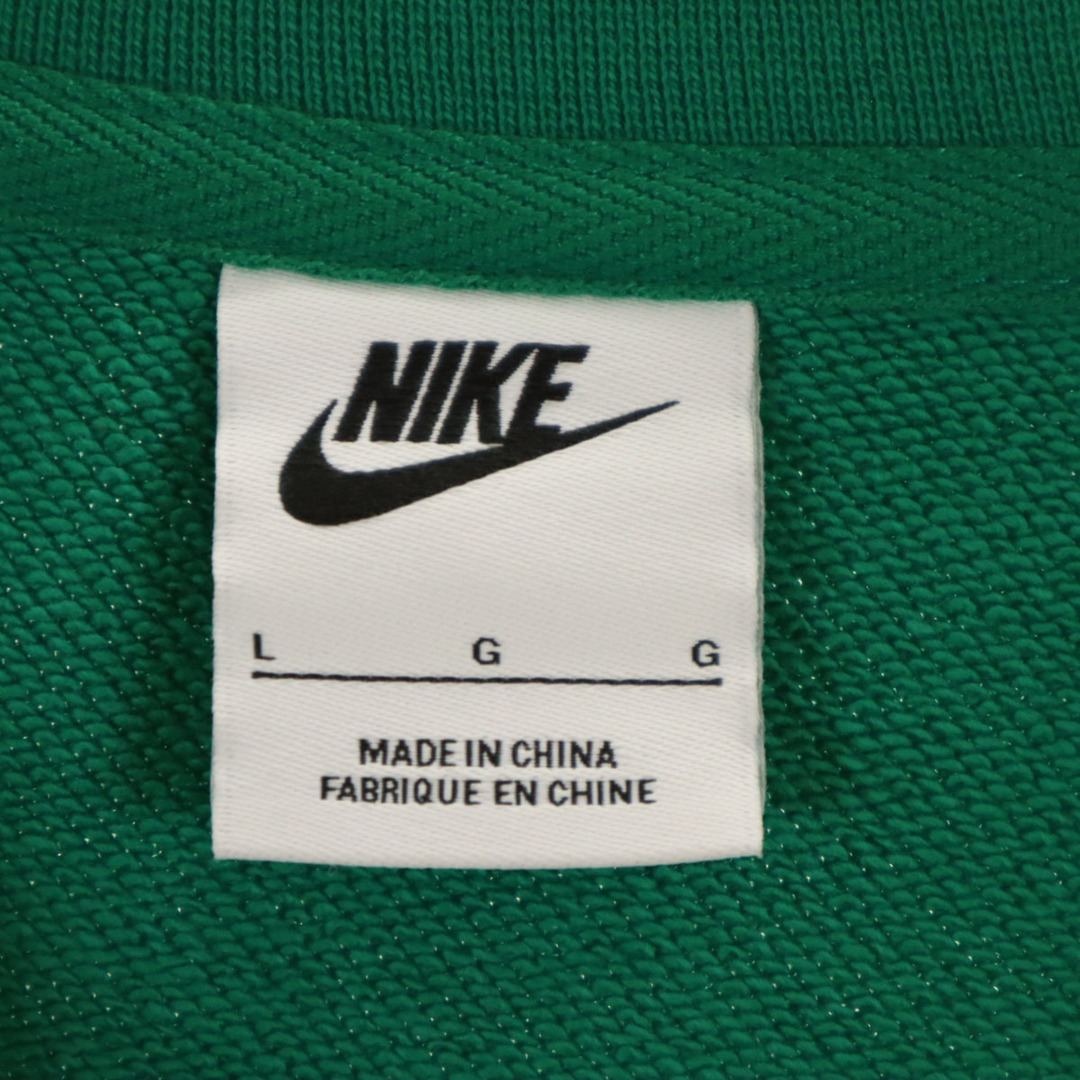 NIKE
L G G
MADE IN CHINA
FABRIQUE EN CHINE